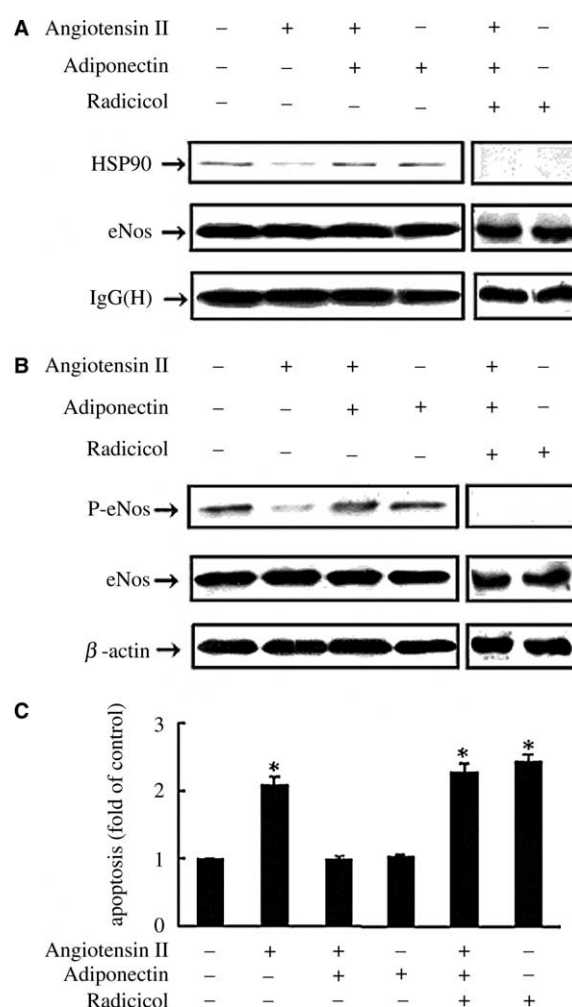 A Angiotensin II – + + – + –
Adiponectin – – + + + –
Radicicol – – – – + +
HSP90
eNos
IgG(H)
B Angiotensin II – + + – + –
Adiponectin – – + + + –
Radicicol – – – – + +
P-eNos
eNos
β-actin
C
apoptosis (fold of control)
3
2
1
0
* * *
Angiotensin II – + + – + –
Adiponectin – – + + + –
Radicicol – – – – + +